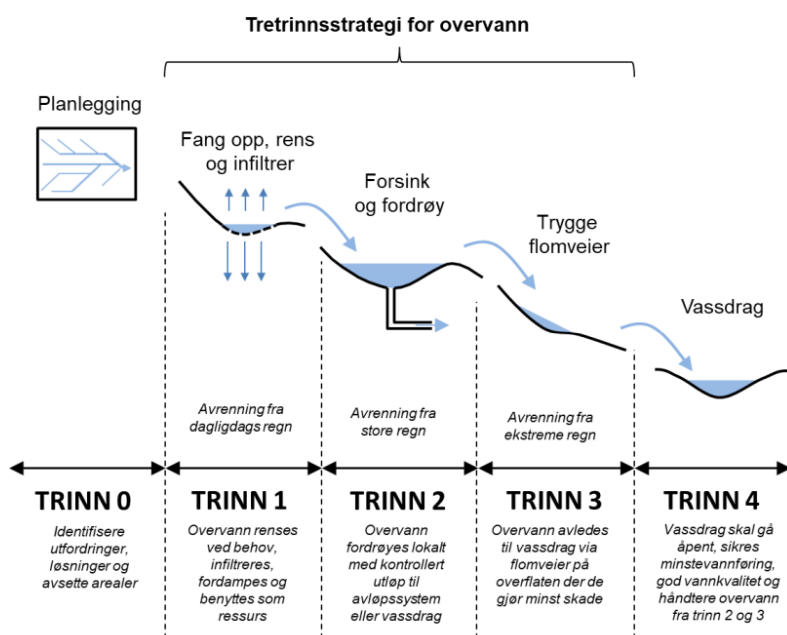 Tretrinnsstrategi for overvann
Planlegging
Fang opp, rens
og infiltrer
Forsink
og fordrøy
Trygge
flomveier
Vassdrag
Avrenning fra
dagligdags regn
Avrenning fra
store regn
Avrenning fra
ekstreme regn
TRINN 0
Identifisere
utfordringer,
løsninger og
avsette arealer
TRINN 1
Overvann renses
ved behov,
infiltreres,
fordampes og
benyttes som
ressurs
TRINN 2
Overvann
fordrøyes lokalt
med kontrollert
utløp til
avløpssystem
eller vassdrag
TRINN 3
Overvann avledes
til vassdrag via
flomveier på
overflaten der de
gjør minst skade
TRINN 4
Vassdrag skal gå
åpent, sikres
minstevannføring,
god vannkvalitet og
håndtere overvann
fra trinn 2 og 3